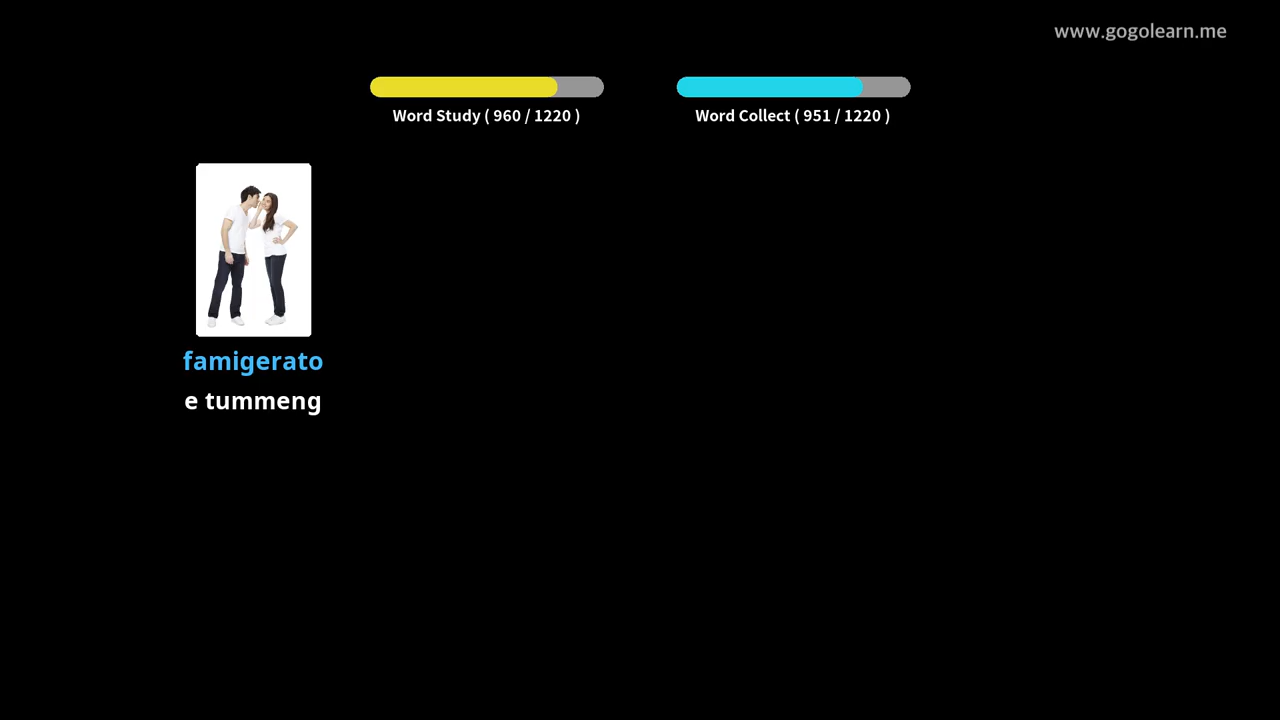 www.gogolearn.me
Word Study ( 960 / 1220 )
Word Collect ( 951 / 1220 )
famigerato
e tummeng